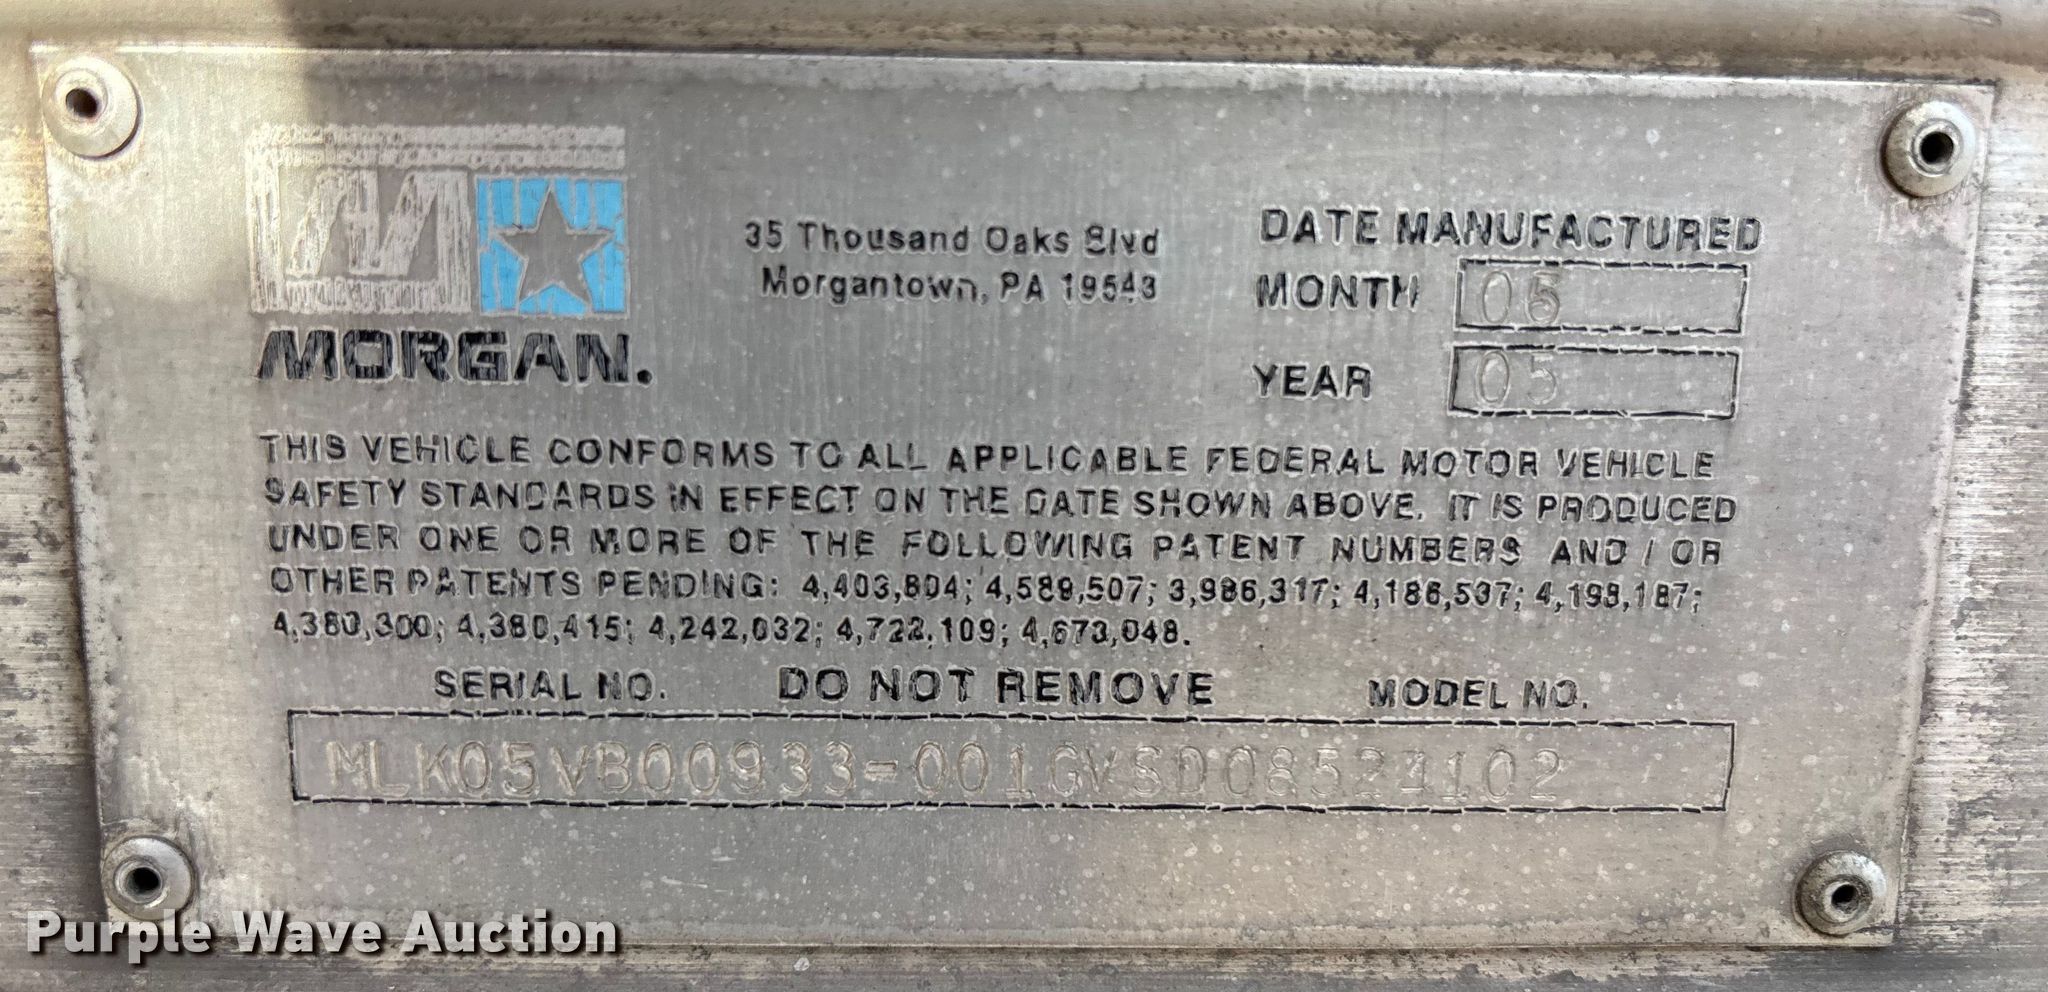 MORGAN.
35 Thousand Oaks Blvd
Morgantown, PA 19543
DATE MANUFACTURED
MONTH 05
YEAR 05
THIS VEHICLE CONFORMS TO ALL APPLICABLE FEDERAL MOTOR VEHICLE
SAFETY STANDARDS IN EFFECT ON THE DATE SHOWN ABOVE. IT IS PRODUCED
UNDER ONE OR MORE OF THE FOLLOWING PATENT NUMBERS AND / OR
OTHER PATENTS PENDING: 4,403,804; 4,589,507; 3,986,317; 4,186,537; 4,198,187;
4,380,300; 4,380,415; 4,242,032; 4,722,109; 4,673,048.
SERIAL NO. DO NOT REMOVE MODEL NO.
MLK05VB00933-001GVSD08524102
Purple Wave Auction